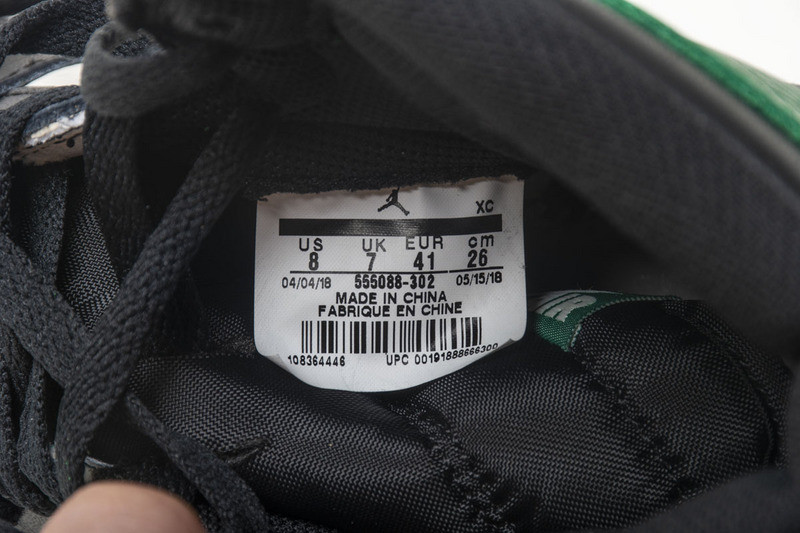 XC
US UK EUR cm
8 7 41 26
04/04/18 555088-302 05/15/18
MADE IN CHINA
FABRIQUE EN CHINE
108364446 UPC 00191888666300